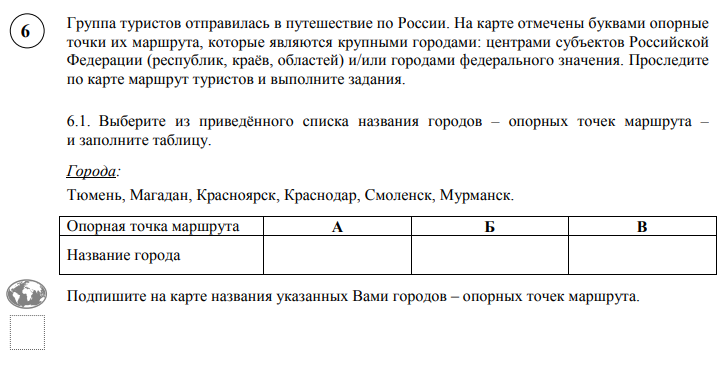 6
Группа туристов отправилась в путешествие по России. На карте отмечены буквами опорные
точки их маршрута, которые являются крупными городами: центрами субъектов Российской
Федерации (республик, краёв, областей) и/или городами федерального значения. Проследите
по карте маршрут туристов и выполните задания.
6.1. Выберите из приведённого списка названия городов – опорных точек маршрута –
и заполните таблицу.
Города:
Тюмень, Магадан, Красноярск, Краснодар, Смоленск, Мурманск.
Опорная точка маршрута А Б В
Название города
Подпишите на карте названия указанных Вами городов – опорных точек маршрута.